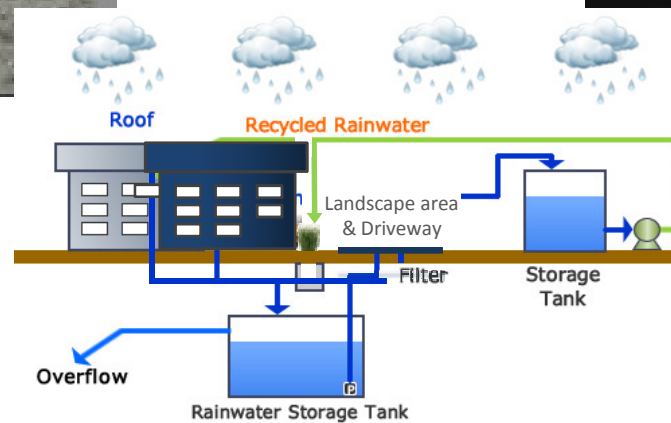 Roof
Recycled Rainwater
Landscape area
& Driveway
Filter
Storage
Tank
Overflow
P
Rainwater Storage Tank